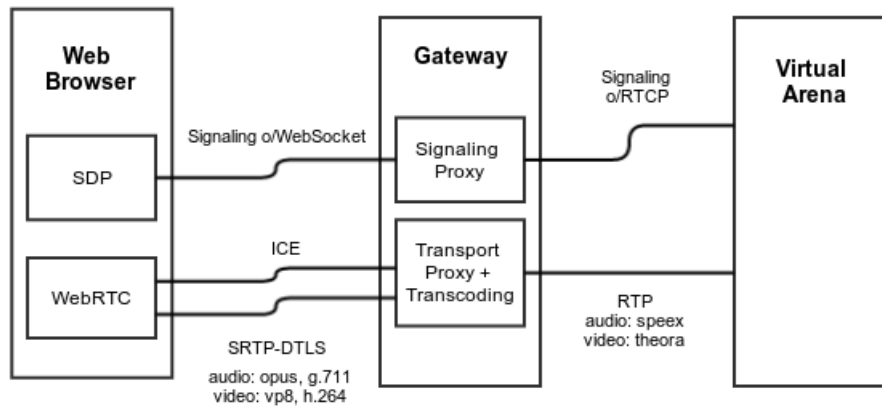 Web
Browser
SDP
WebRTC
Signaling o/WebSocket
ICE
SRTP-DTLS
audio: opus, g.711
video: vp8, h.264
Gateway
Signaling
Proxy
Transport
Proxy +
Transcoding
Signaling
o/RTCP
RTP
audio: speex
video: theora
Virtual
Arena